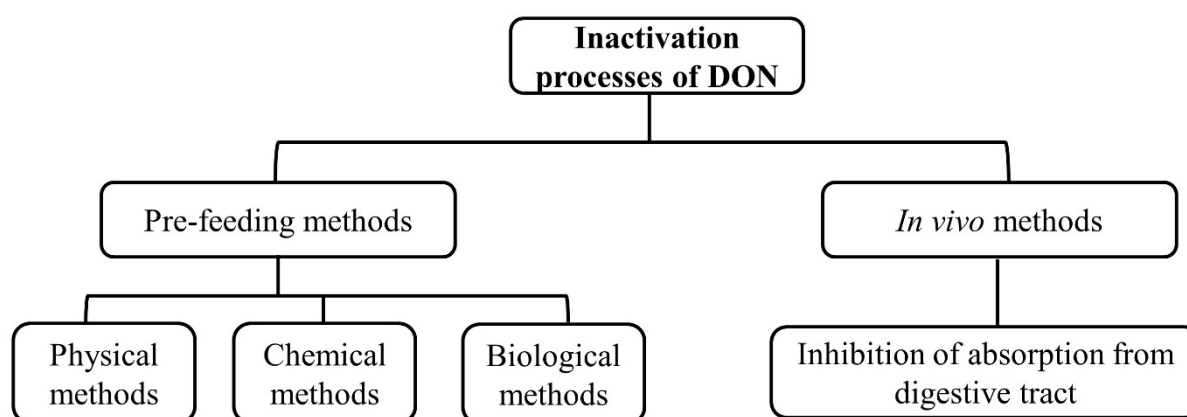 Inactivation
processes of DON
Pre-feeding methods
In vivo methods
Physical
methods
Chemical
methods
Biological
methods
Inhibition of absorption from
digestive tract